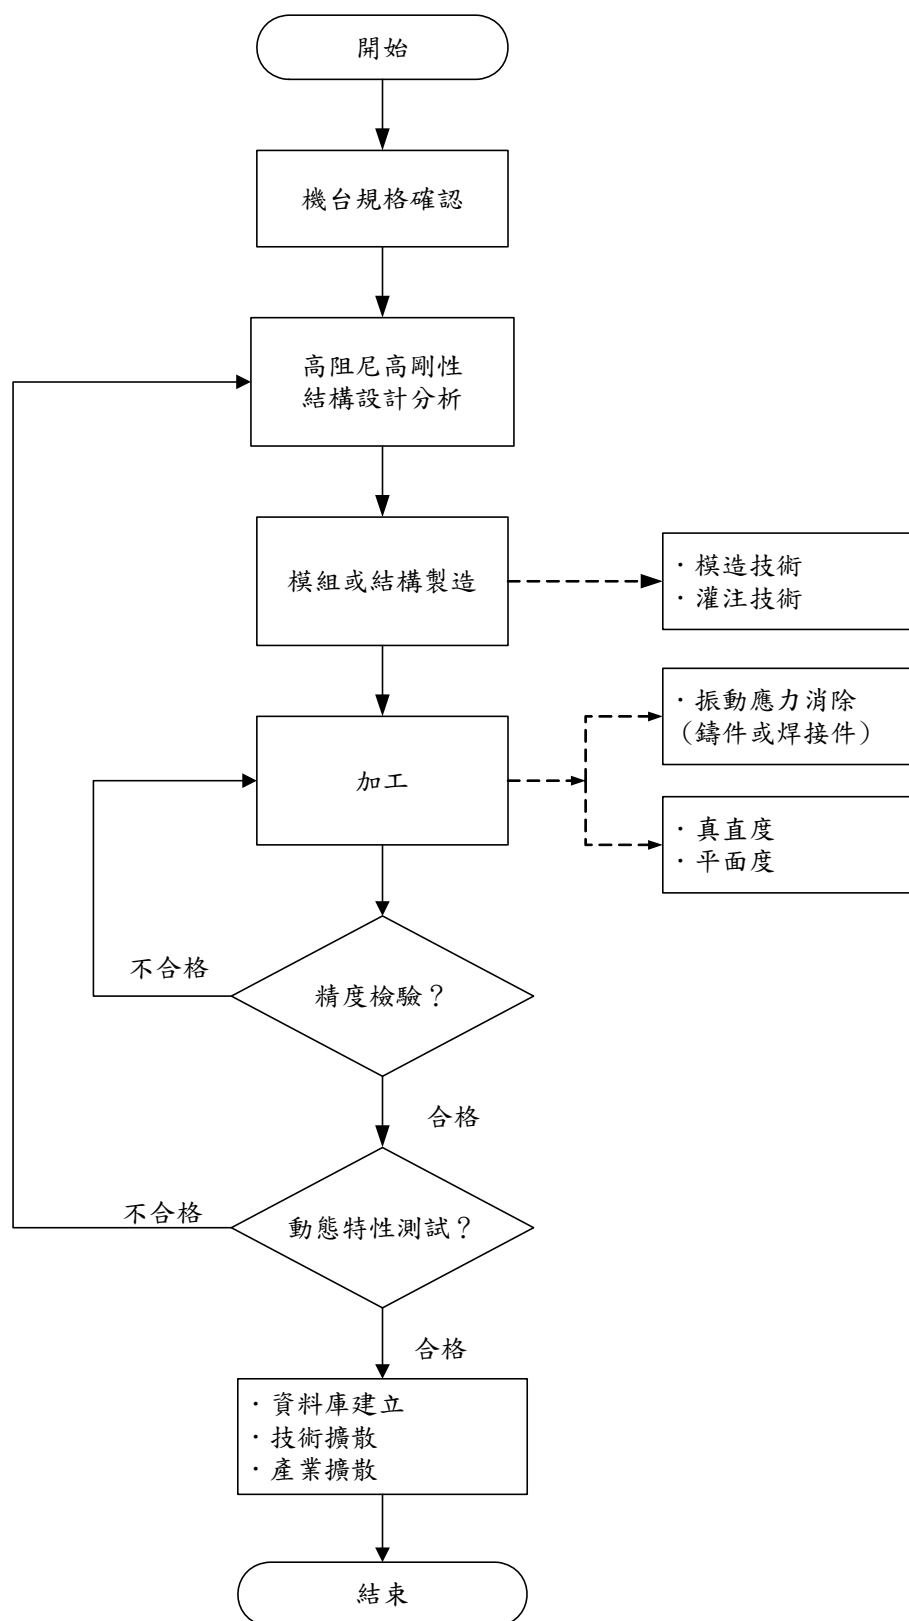 開始
機台規格確認
高阻尼高剛性
結構設計分析
模組或結構製造
·模造技術
·灌注技術
·振動應力消除
(鑄件或焊接件)
加工
·真直度
·平面度
不合格
精度檢驗？
合格
不合格
動態特性測試？
合格
·資料庫建立
·技術擴散
·產業擴散
結束